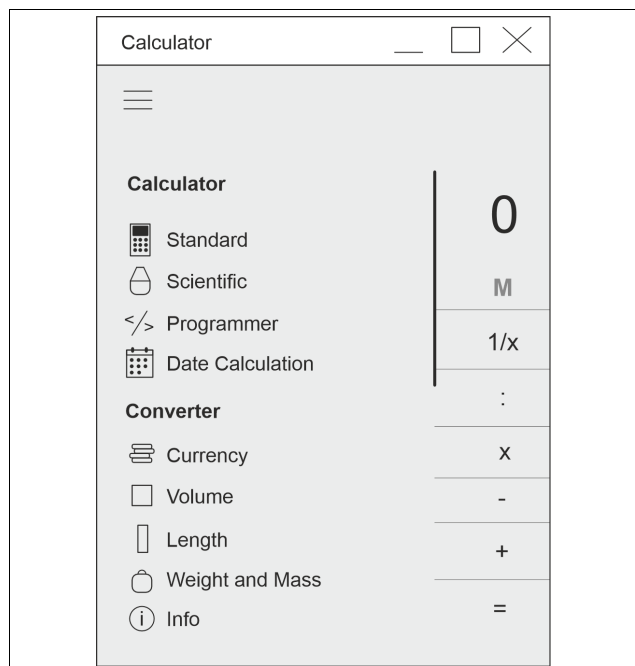 Calculator
Calculator
Standard
Scientific
</> Programmer
Date Calculation
Converter
Currency
Volume
Length
Weight and Mass
i Info
0
M
1/x
:
x
-
+
=